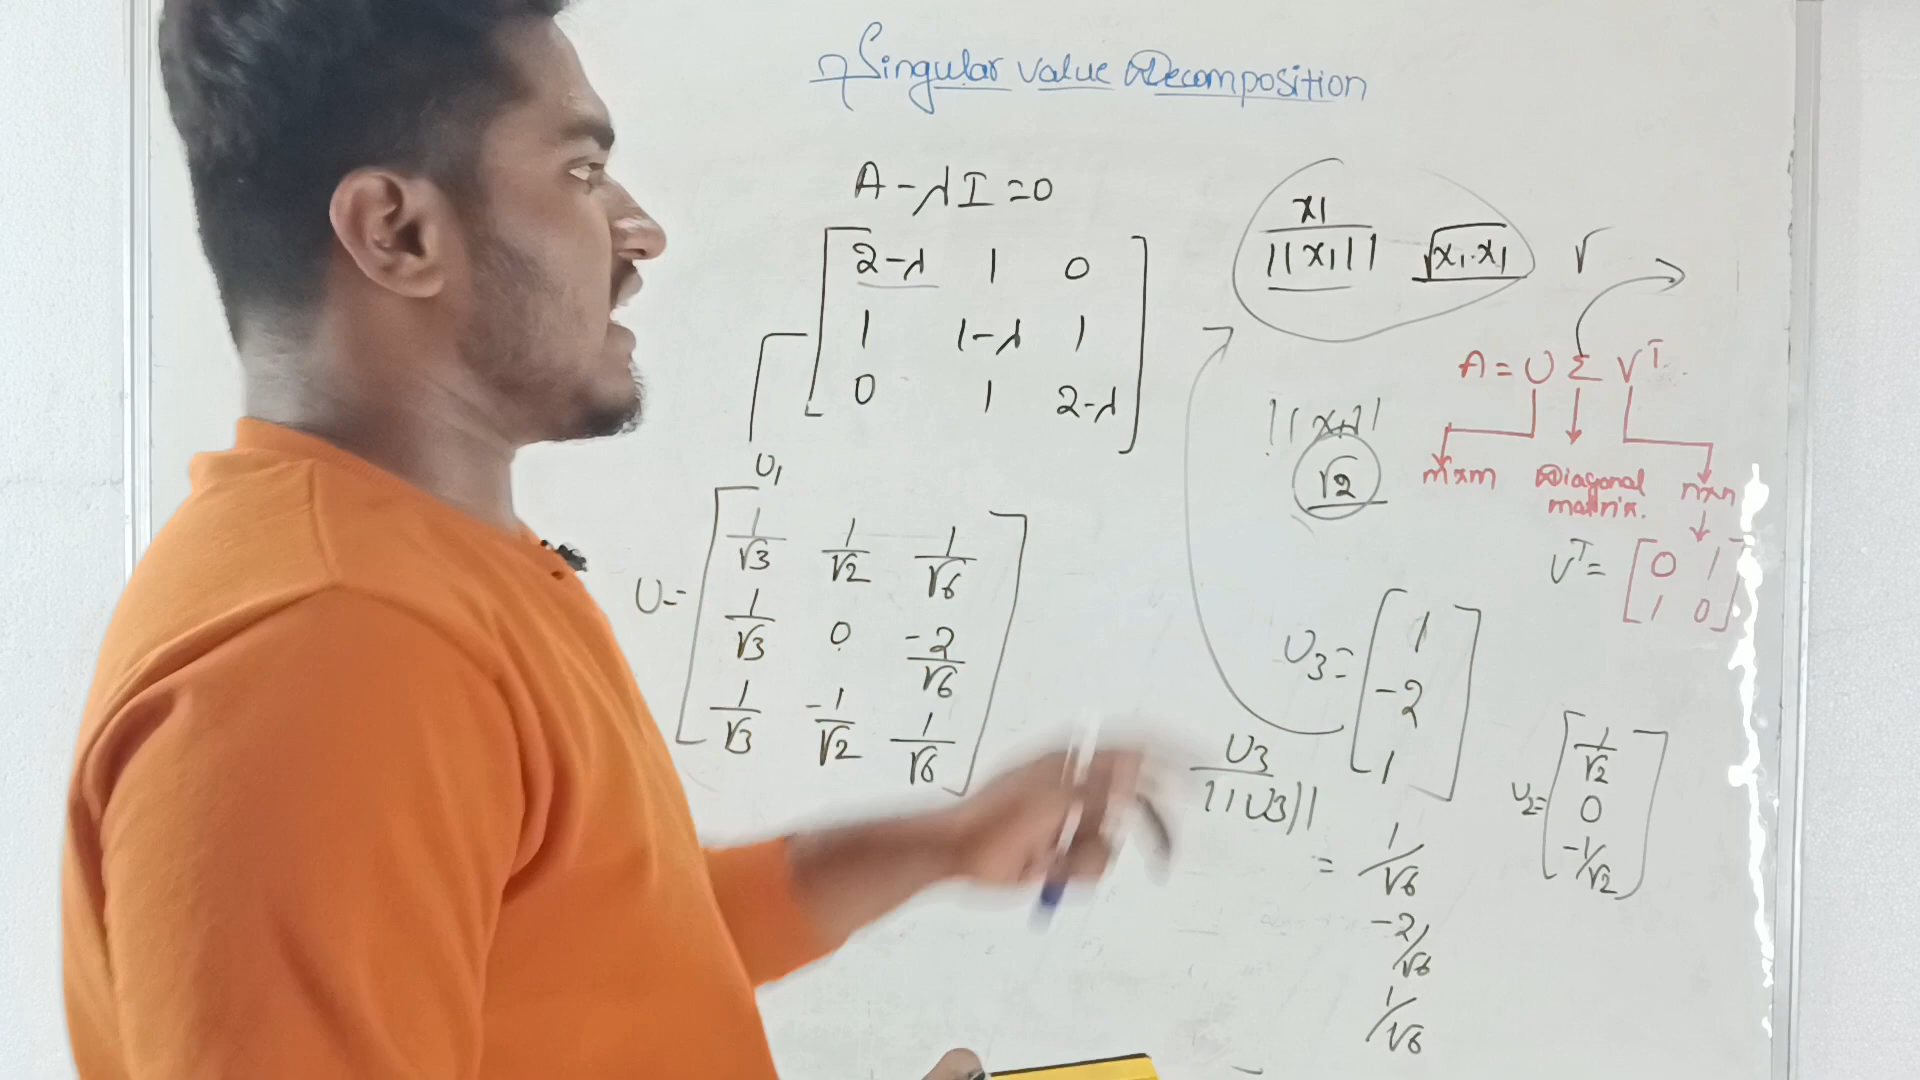 7 Singular value Decomposition
A - λI = 0
2-λ 1 0
1 1-λ 1
0 1 2-λ
x1
||x1|| √x1.x1 √
A = U Σ V^T
mxm Diagonal matrix. nxn
||x1||
√2
V^T = [0 1
1 0]
U1
U = [1/√3 1/√2 1/√6
1/√3 0 -2/√6
1/√3 -1/√2 1/√6]
U3 = [1
-2
1]
U3
||U3||
= 1/√6
-2/√6
1/√6
U2 = [1/√2
0
-1/√2]